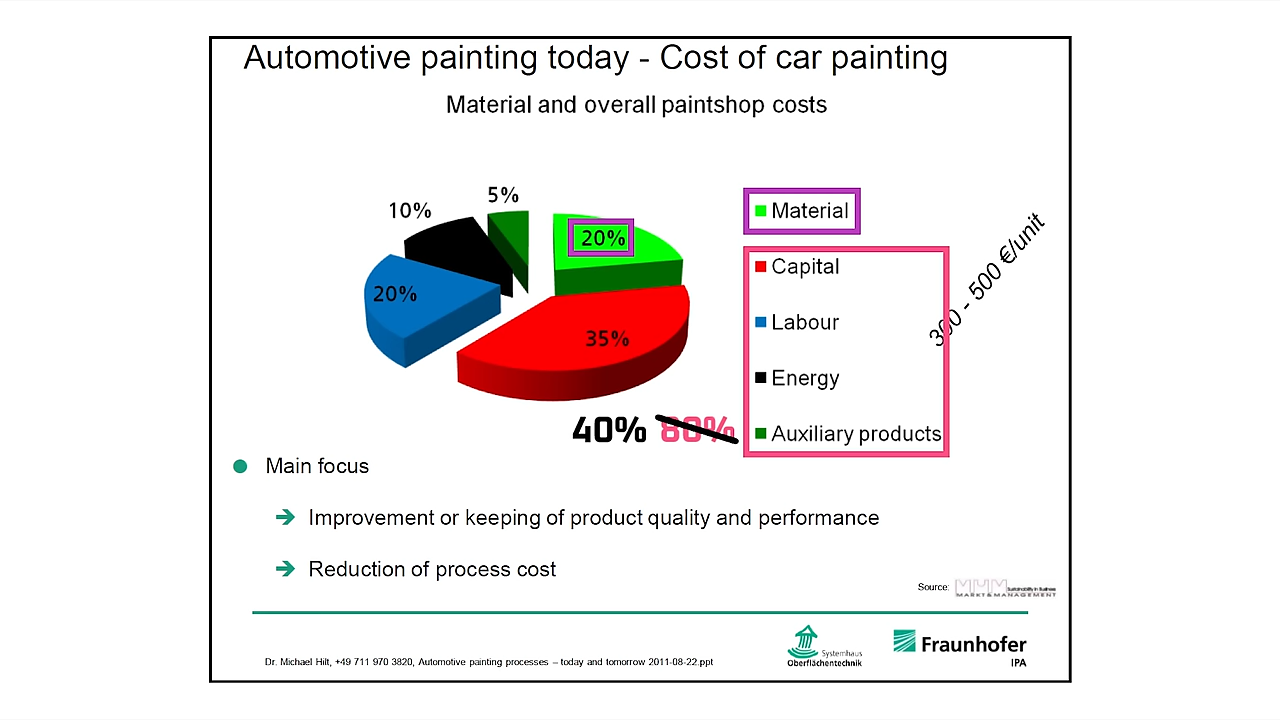 Automotive painting today - Cost of car painting
Material and overall paintshop costs
5%
10%
20%
20%
35%
Material
Capital
Labour
Energy
Auxiliary products
300 - 500 €/unit
40% 80%
Main focus
Improvement or keeping of product quality and performance
Reduction of process cost
Source:
MARKT&MANAGEMENT
Systemhaus
Oberflächentechnik
Fraunhofer
IPA
Dr. Michael Hilt, +49 711 970 3820, Automotive painting processes – today and tomorrow 2011-08-22.ppt